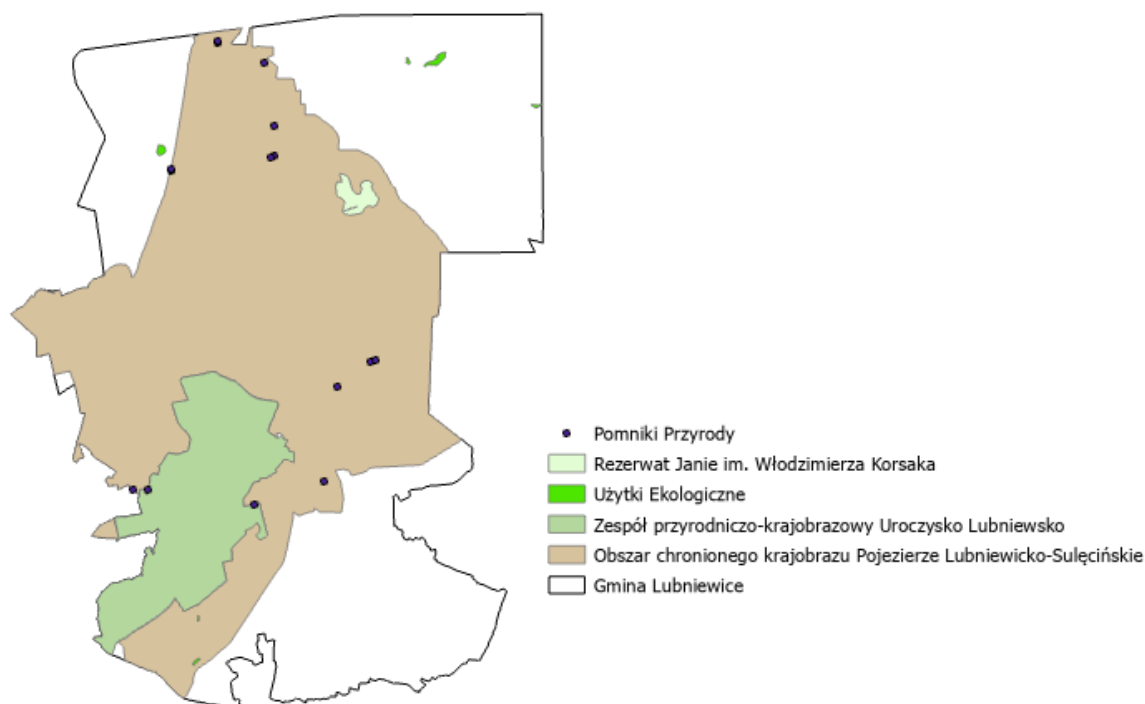 Pomniki Przyrody
Rezerwat Janie im. Włodzimierza Korsaka
Użytki Ekologiczne
Zespół przyrodniczo-krajobrazowy Uroczysko Lubniewsko
Obszar chronionego krajobrazu Pojezierze Lubniewicko-Sulęcińskie
Gmina Lubniewice